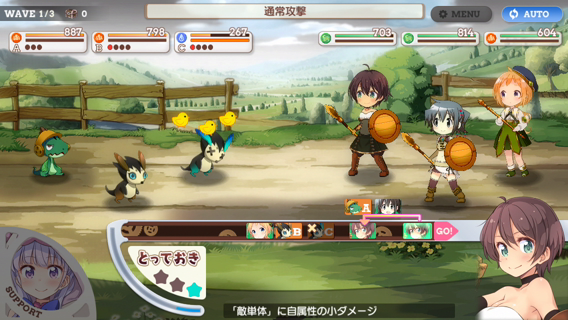 WAVE 1/3
0
通常攻撃
MENU
AUTO
887
798
267
703
814
604
A
B
C
A
B
C
GO!
とっておき
SUPPORT
「敵単体」に自属性の小ダメージ